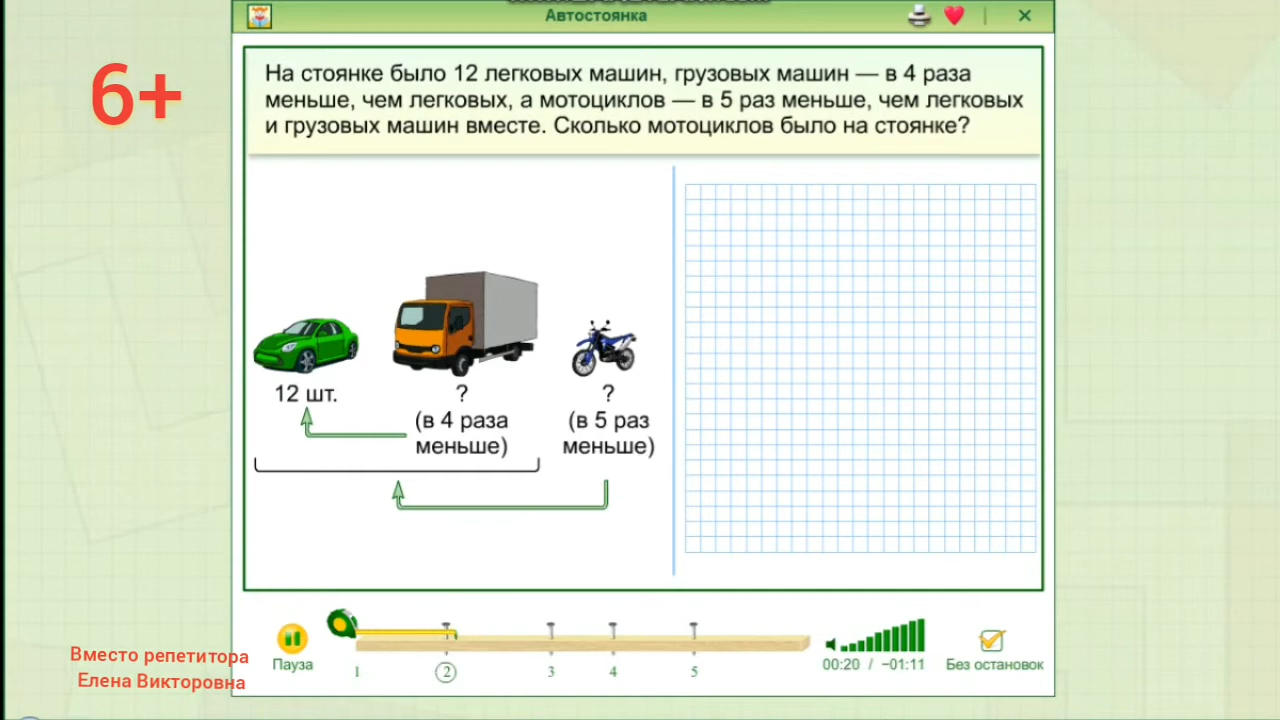 Автостоянка
6+
На стоянке было 12 легковых машин, грузовых машин — в 4 раза
меньше, чем легковых, а мотоциклов — в 5 раз меньше, чем легковых
и грузовых машин вместе. Сколько мотоциклов было на стоянке?
12 шт.
?
(в 4 раза
меньше)
?
(в 5 раз
меньше)
Пауза
1
2
3
4
5
00:20 / −01:11
Без остановок
Вместо репетитора
Елена Викторовна